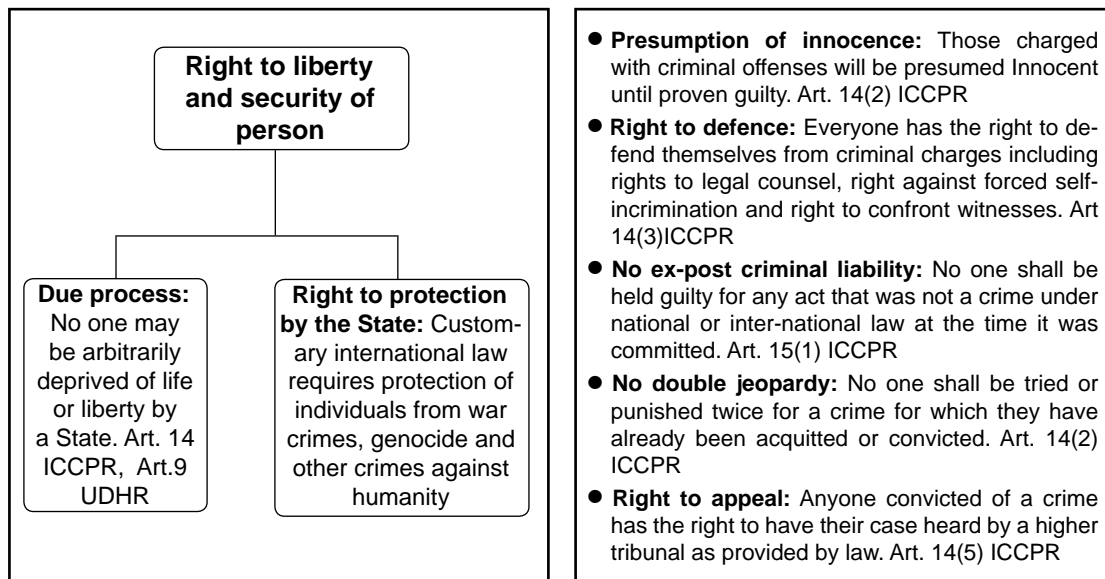 Right to liberty
and security of
person
Due process:
No one may
be arbitrarily
deprived of life
or liberty by
a State. Art. 14
ICCPR, Art.9
UDHR
Right to protection
by the State: Custom-
ary international law
requires protection of
individuals from war
crimes, genocide and
other crimes against
humanity
● Presumption of innocence: Those charged
with criminal offenses will be presumed Innocent
until proven guilty. Art. 14(2) ICCPR
● Right to defence: Everyone has the right to de-
fend themselves from criminal charges including
rights to legal counsel, right against forced self-
incrimination and right to confront witnesses. Art
14(3)ICCPR
● No ex-post criminal liability: No one shall be
held guilty for any act that was not a crime under
national or inter-national law at the time it was
committed. Art. 15(1) ICCPR
● No double jeopardy: No one shall be tried or
punished twice for a crime for which they have
already been acquitted or convicted. Art. 14(2)
ICCPR
● Right to appeal: Anyone convicted of a crime
has the right to have their case heard by a higher
tribunal as provided by law. Art. 14(5) ICCPR